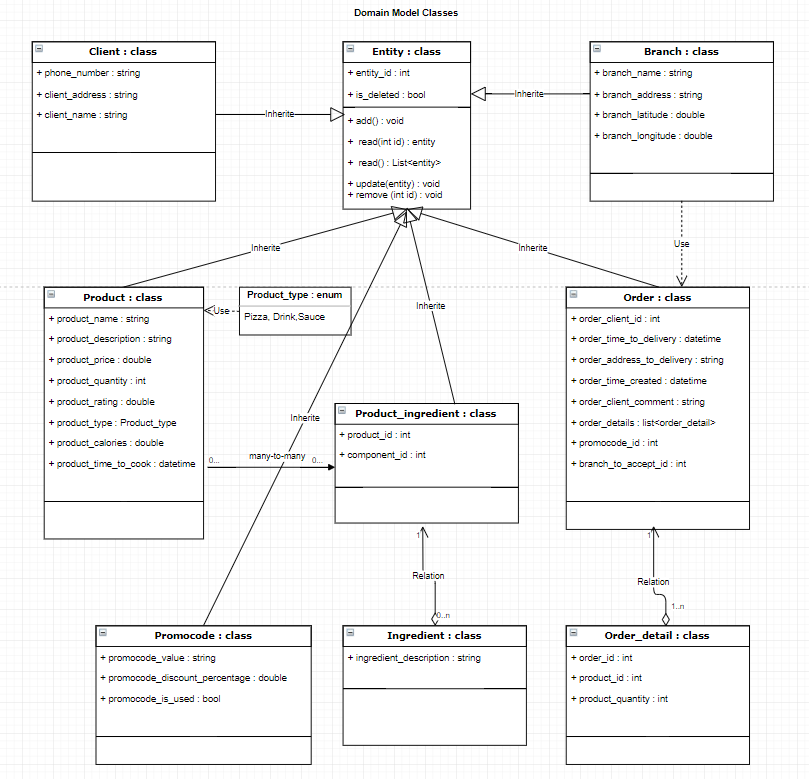 Domain Model Classes
Client : class
+ phone_number : string
+ client_address : string
+ client_name : string
Inherite
Entity : class
+ entity_id : int
+ is_deleted : bool
+ add() : void
+ read(int id) : entity
+ read() : List<entity>
+ update(entity) : void
+ remove (int id) : void
Inherite
Branch : class
+ branch_name : string
+ branch_address : string
+ branch_latitude : double
+ branch_longitude : double
Inherite
Inherite
Use
Product : class
+ product_name : string
+ product_description : string
+ product_price : double
+ product_quantity : int
+ product_rating : double
+ product_type : Product_type
+ product_calories : double
+ product_time_to_cook : datetime
Use
Product_type : enum
Pizza, Drink,Sauce
Inherite
Inherite
0...
many-to-many
0...
Product_ingredient : class
+ product_id : int
+ component_id : int
Order : class
+ order_client_id : int
+ order_time_to_delivery : datetime
+ order_address_to_delivery : string
+ order_time_created : datetime
+ order_client_comment : string
+ order_details : list<order_detail>
+ promocode_id : int
+ branch_to_accept_id : int
1
Relation
0..n
1
Relation
1..n
Promocode : class
+ promocode_value : string
+ promocode_discount_percentage : double
+ promocode_is_used : bool
Ingredient : class
+ ingredient_description : string
Order_detail : class
+ order_id : int
+ product_id : int
+ product_quantity : int